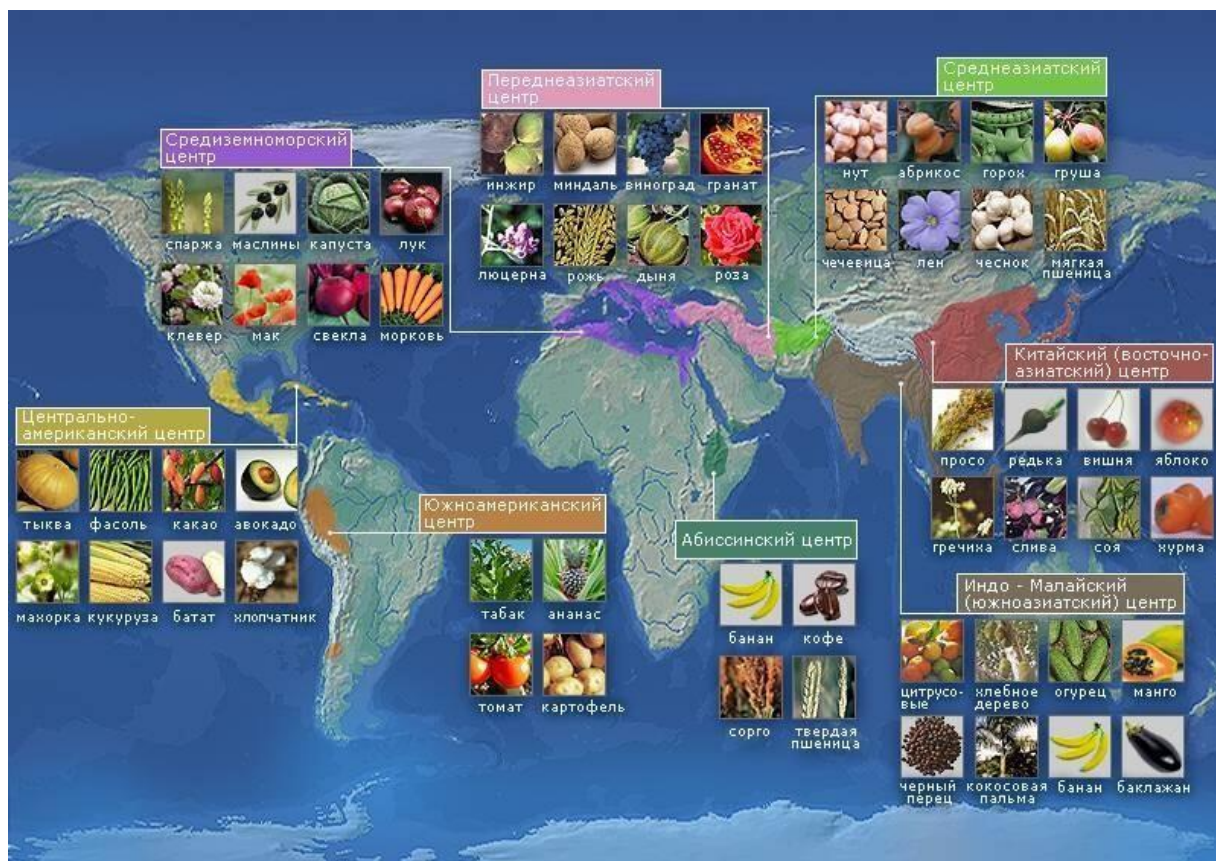 Переднеазиатский
центр
инжир миндаль виноград гранат
люцерна рожь дыня роза
Среднеазиатский
центр
нут абрикос горох груша
чечевица лен чеснок мягкая
пшеница
Средиземноморский
центр
спаржа маслины капуста лук
клевер мак свекла морковь
Китайский (восточно-
азиатский) центр
просо редька вишня яблоко
гречиха слива соя хурма
Центрально-
американский центр
тыква фасоль какао авокадо
махорка кукуруза батат хлопчатник
Южноамериканский
центр
табак ананас
томат картофель
Абиссинский центр
банан кофе
сорго твердая
пшеница
Индо - Малайский
(южноазиатский) центр
цитрусо-
вые
хлебное
дерево
огурец манго
черный
перец
кокосовая
пальма
банан баклажан